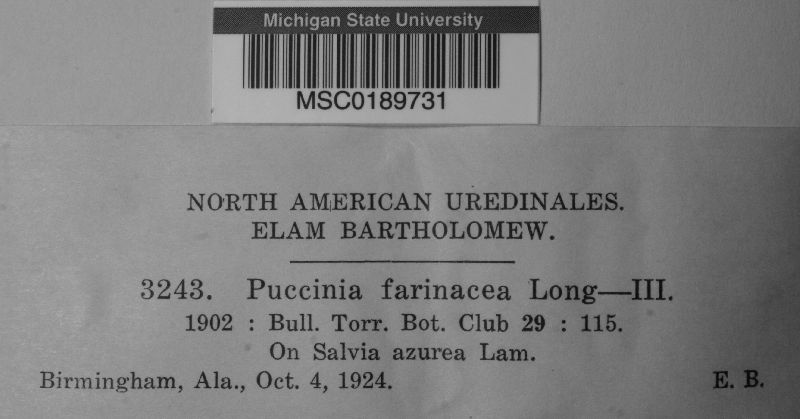 Michigan State University
MSC0189731
NORTH AMERICAN UREDINALES.
ELAM BARTHOLOMEW.
3243. Puccinia farinacea Long—III.
1902 : Bull. Torr. Bot. Club 29 : 115.
On Salvia azurea Lam.
Birmingham, Ala., Oct. 4, 1924. E. B.